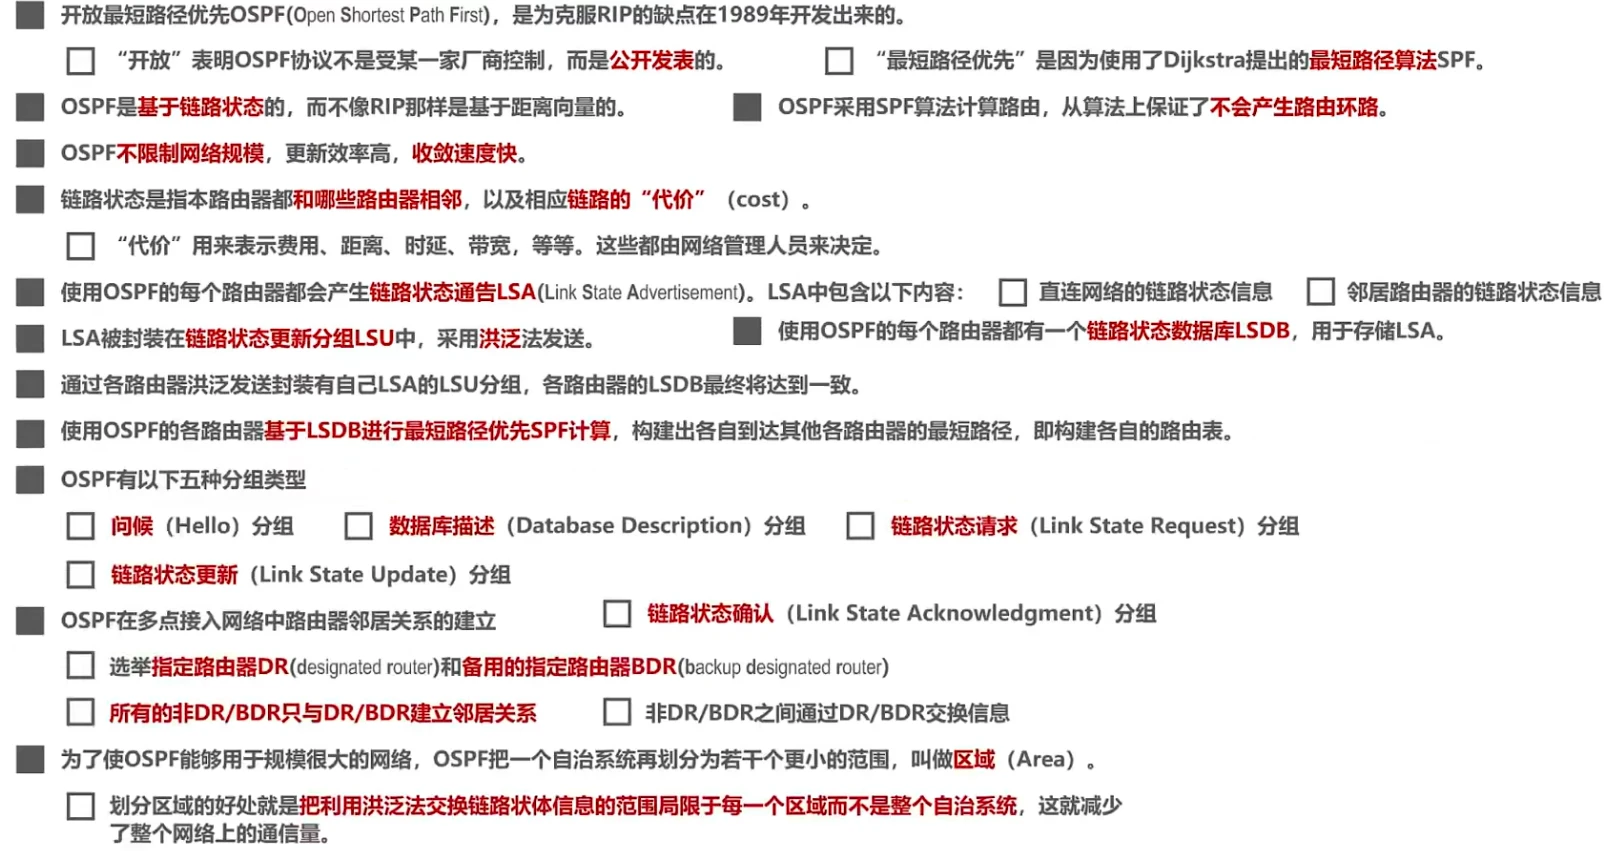 开放最短路径优先OSPF(Open Shortest Path First)，是为克服RIP的缺点在1989年开发出来的。
“开放”表明OSPF协议不是受某一家厂商控制，而是公开发表的。
“最短路径优先”是因为使用了Dijkstra提出的最短路径算法SPF。
OSPF是基于链路状态的，而不像RIP那样是基于距离向量的。
OSPF采用SPF算法计算路由，从算法上保证了不会产生路由环路。
OSPF不限制网络规模，更新效率高，收敛速度快。
链路状态是指本路由器都和哪些路由器相邻，以及相应链路的“代价”（cost）。
“代价”用来表示费用、距离、时延、带宽，等等。这些都由网络管理人员来决定。
使用OSPF的每个路由器都会产生链路状态通告LSA(Link State Advertisement)。LSA中包含以下内容：
直连网络的链路状态信息
邻居路由器的链路状态信息
LSA被封装在链路状态更新分组LSU中，采用洪泛法发送。
使用OSPF的每个路由器都有一个链路状态数据库LSDB，用于存储LSA。
通过各路由器洪泛发送封装有自己LSA的LSU分组，各路由器的LSDB最终将达到一致。
使用OSPF的各路由器基于LSDB进行最短路径优先SPF计算，构建出各自到达其他各路由器的最短路径，即构建各自的路由表。
OSPF有以下五种分组类型
问候（Hello）分组
数据库描述（Database Description）分组
链路状态请求（Link State Request）分组
链路状态更新（Link State Update）分组
链路状态确认（Link State Acknowledgment）分组
OSPF在多点接入网络中路由器邻居关系的建立
选举指定路由器DR(designated router)和备用的指定路由器BDR(backup designated router)
所有的非DR/BDR只与DR/BDR建立邻居关系
非DR/BDR之间通过DR/BDR交换信息
为了使OSPF能够用于规模很大的网络，OSPF把一个自治系统再划分为若干个更小的范围，叫做区域（Area）。
划分区域的好处就是把利用洪泛法交换链路状体信息的范围局限于每一个区域而不是整个自治系统，这就减少
了整个网络上的通信量。